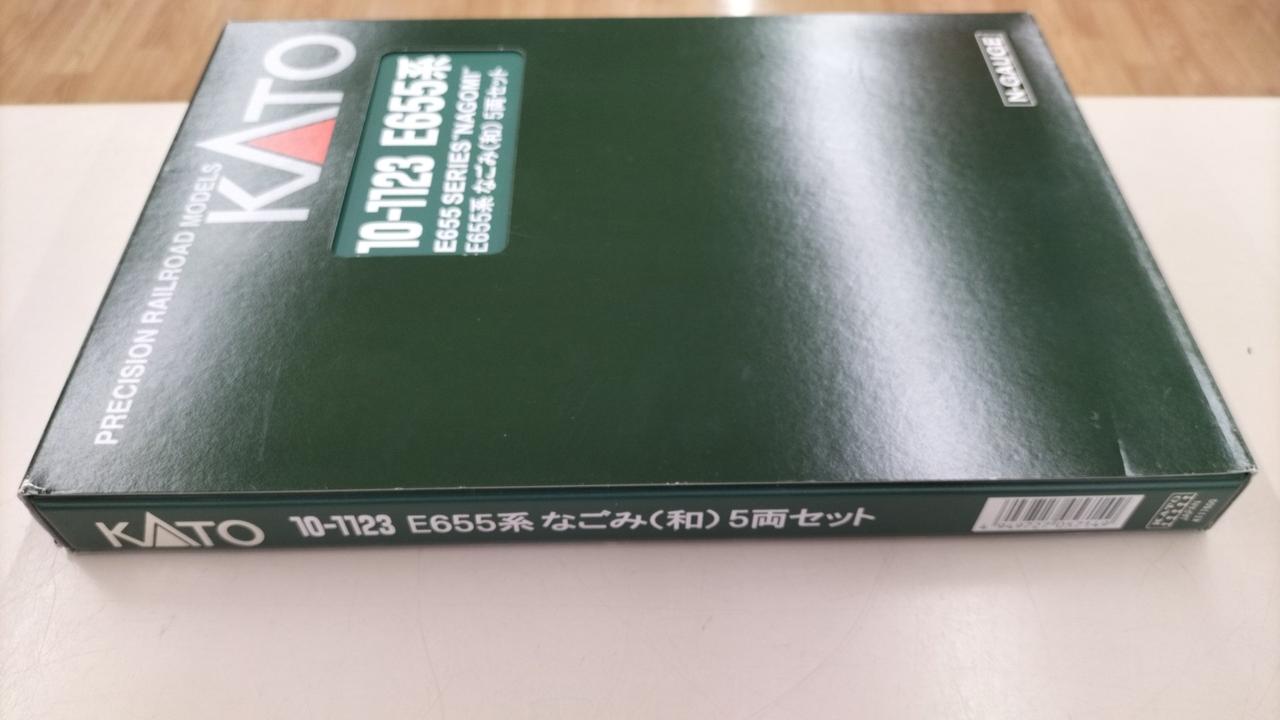 KATO
PRECISION RAILROAD MODELS
10-1123 E655系
E655 SERIES "NAGOMI"
E655系 なごみ(和) 5両セット
N-GAUGE
KATO 10-1123 E655系 なごみ(和) 5両セット